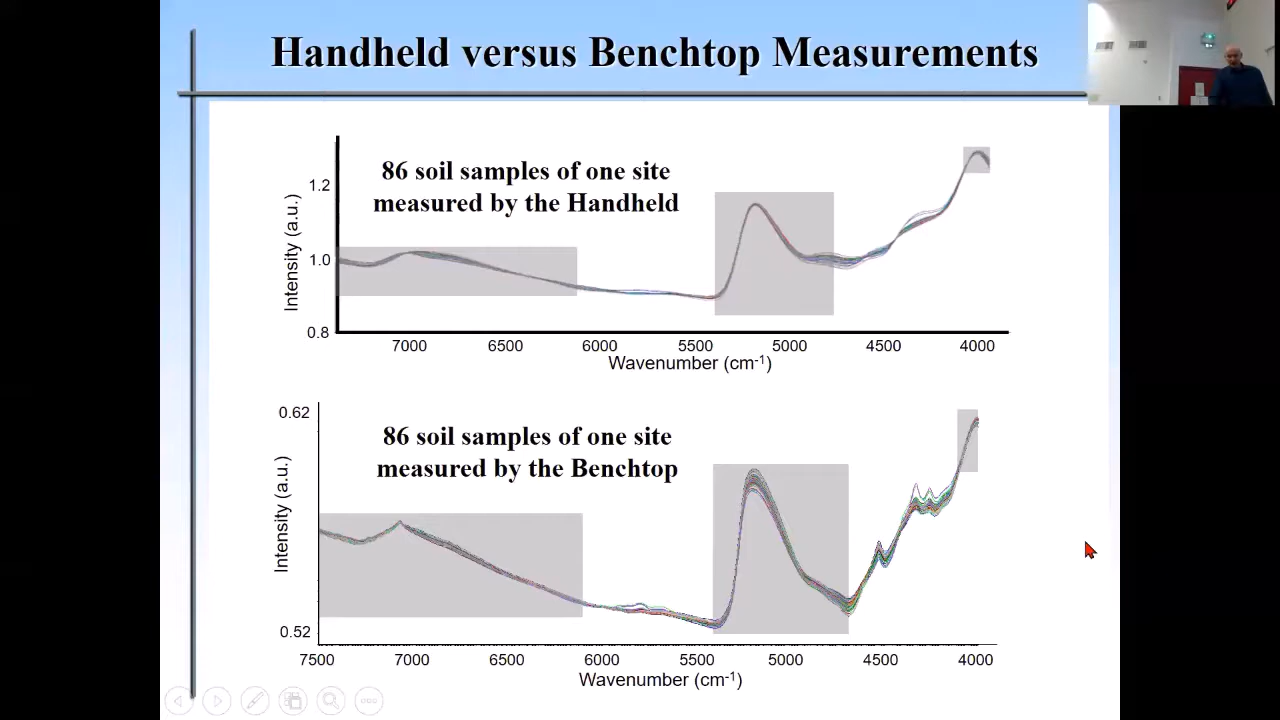 Handheld versus Benchtop Measurements
86 soil samples of one site
measured by the Handheld
Intensity (a.u.)
1.2
1.0
0.8
7000 6500 6000 5500 5000 4500 4000
Wavenumber (cm⁻¹)
86 soil samples of one site
measured by the Benchtop
Intensity (a.u.)
0.62
0.52
7500 7000 6500 6000 5500 5000 4500 4000
Wavenumber (cm⁻¹)